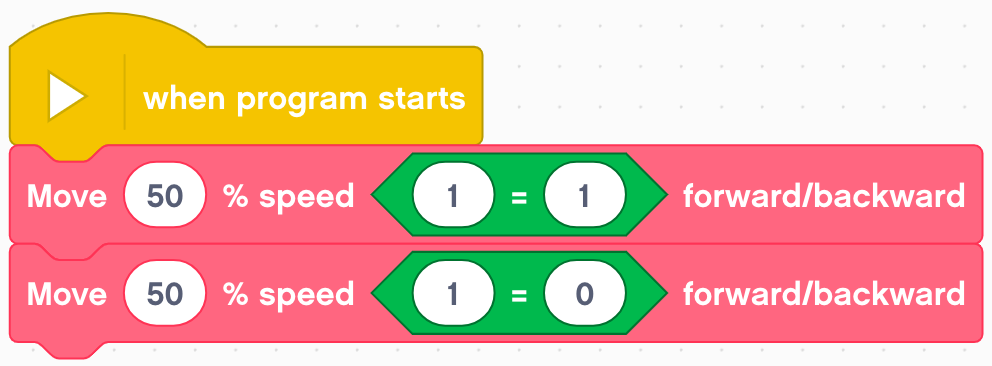 when program starts
Move 50 % speed 1 = 1 forward/backward
Move 50 % speed 1 = 0 forward/backward